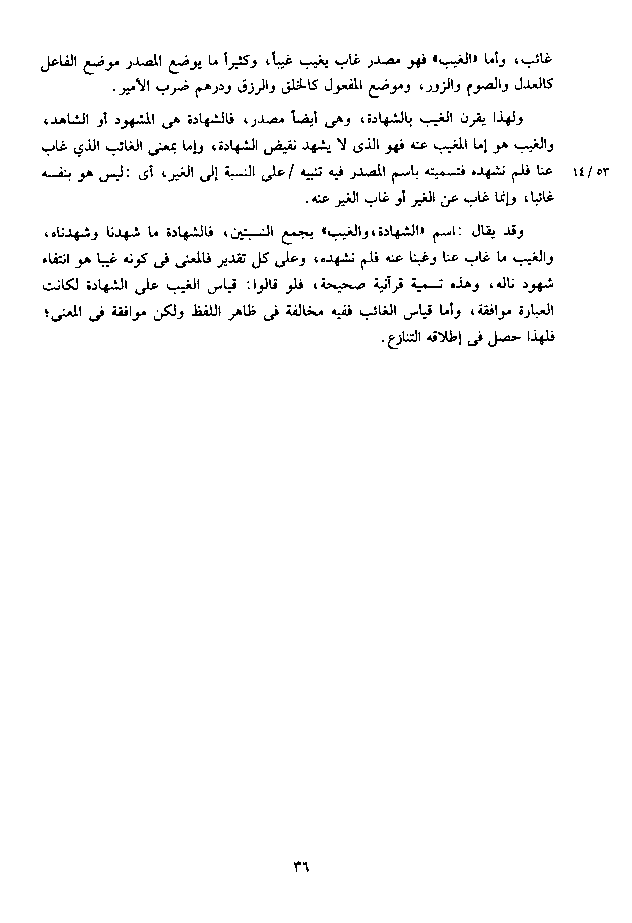 غائب، وأما «الغيب» فهو مصدر غاب يغيب غيباً، وكثيراً ما يوضع المصدر موضع الفاعل
كالعدل والصوم والزور، وموضع المفعول كالخلق والرزق ودرهم ضرب الأمير.
ولهذا يقرن الغيب بالشهادة، وهى أيضاً مصدر، فالشهادة هى المشهود أو الشاهد،
والغيب هو إما المغيب عنه فهو الذى لا يشهد نقيض الشهادة، وإما بمعنى الغائب الذي غاب
١٤/٥٣ عنا فلم نشهده فتسميته باسم المصدر فيه تنبيه / على النسبة إلى الغير، أى : ليس هو بنفسه
غائبا، وإنما غاب عن الغير أو غاب الغير عنه.
وقد يقال : اسم «الشهادة، والغيب» يجمع النسبتين، فالشهادة ما شهدنا وشهدناه،
والغيب ما غاب عنا وغبنا عنه فلم نشهده، وعلى كل تقدير فالمعنى فى كونه غيبا هو انتفاء
شهود ناله، وهذه تسمية قرآنية صحيحة، فلو قالوا: قياس الغيب على الشهادة لكانت
العبارة موافقة، وأما قياس الغائب ففيه مخالفة فى ظاهر اللفظ ولكن موافقة فى المعنى؛
فلهذا حصل فى إطلاقه التنازع.
٣٦